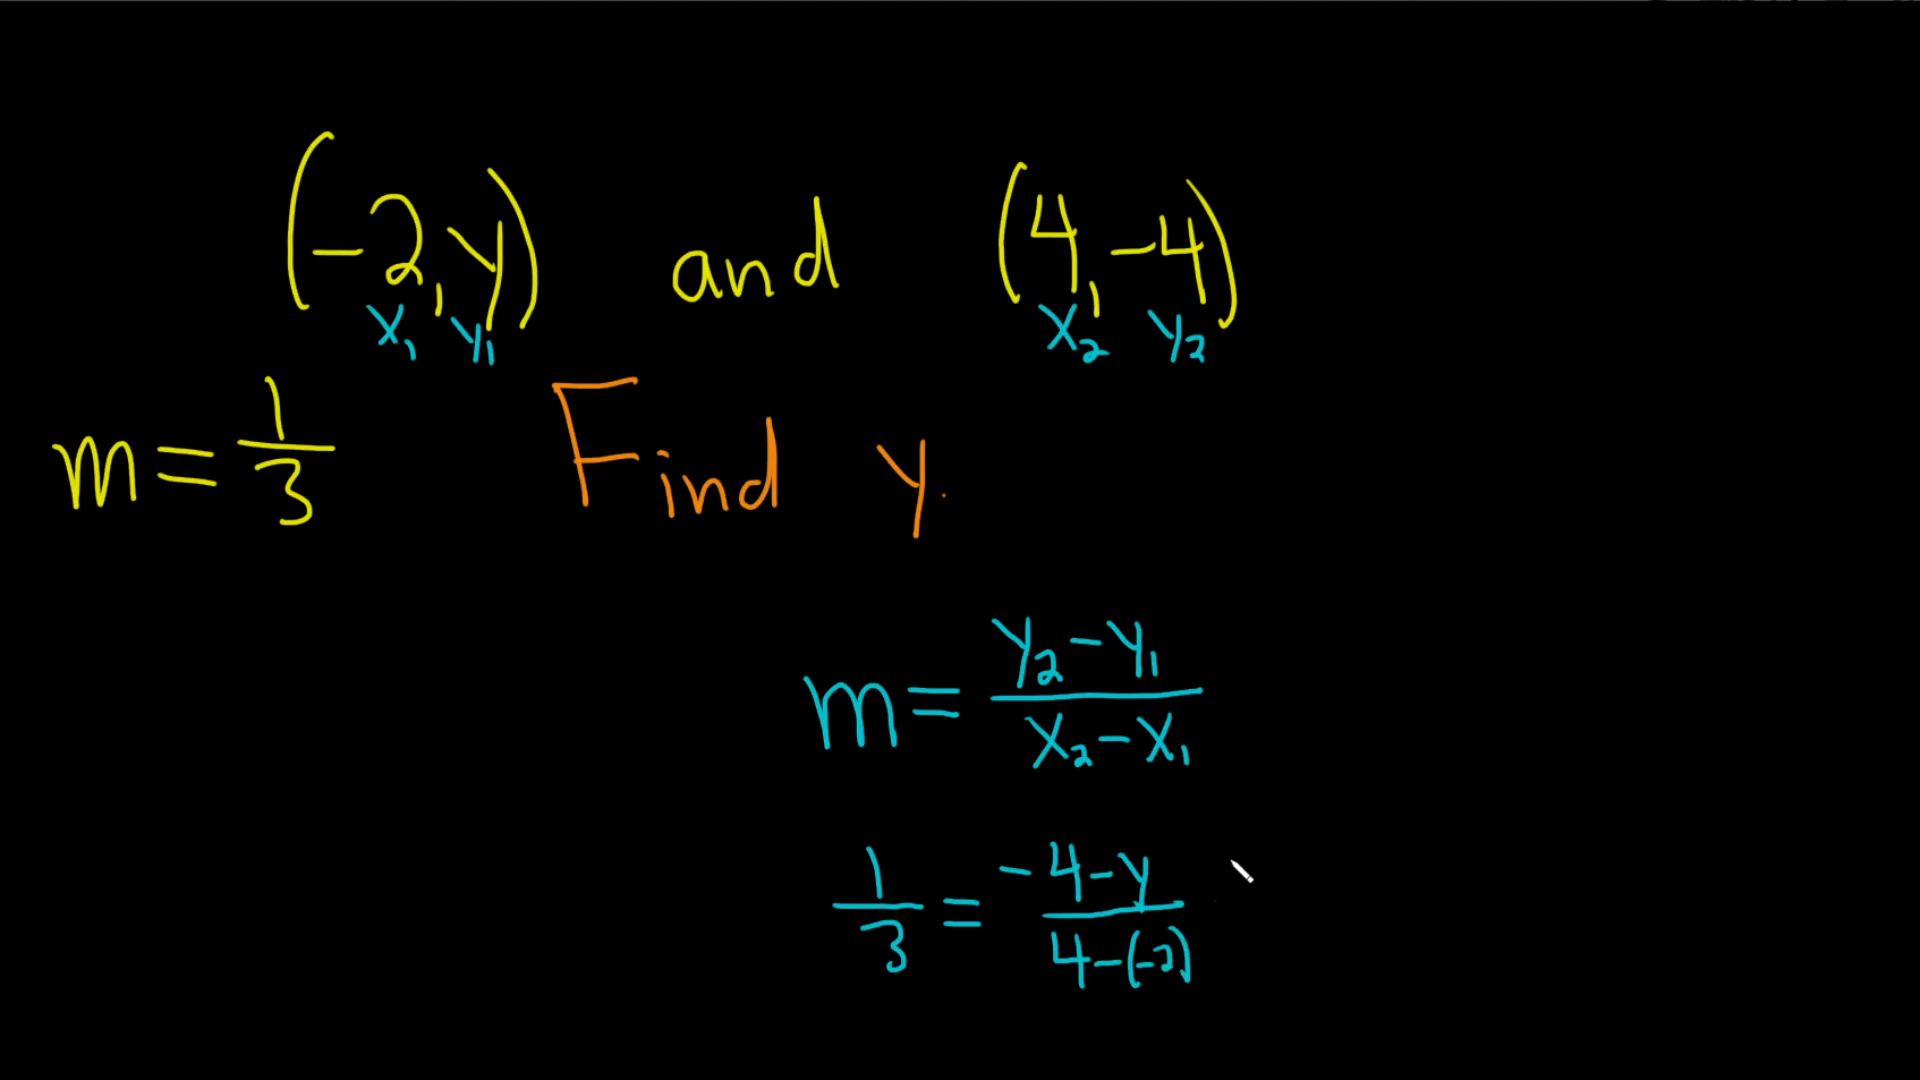 (-2, y) and (4, -4)
x₁ y₁ x₂ y₂
m = 1/3 Find y.
m = (y₂ - y₁)/(x₂ - x₁)
1/3 = (-4 - y)/(4 - (-2))